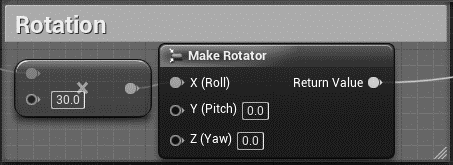 Rotation
Make Rotator
30.0
X (Roll)
Return Value
Y (Pitch) 0.0
Z (Yaw) 0.0